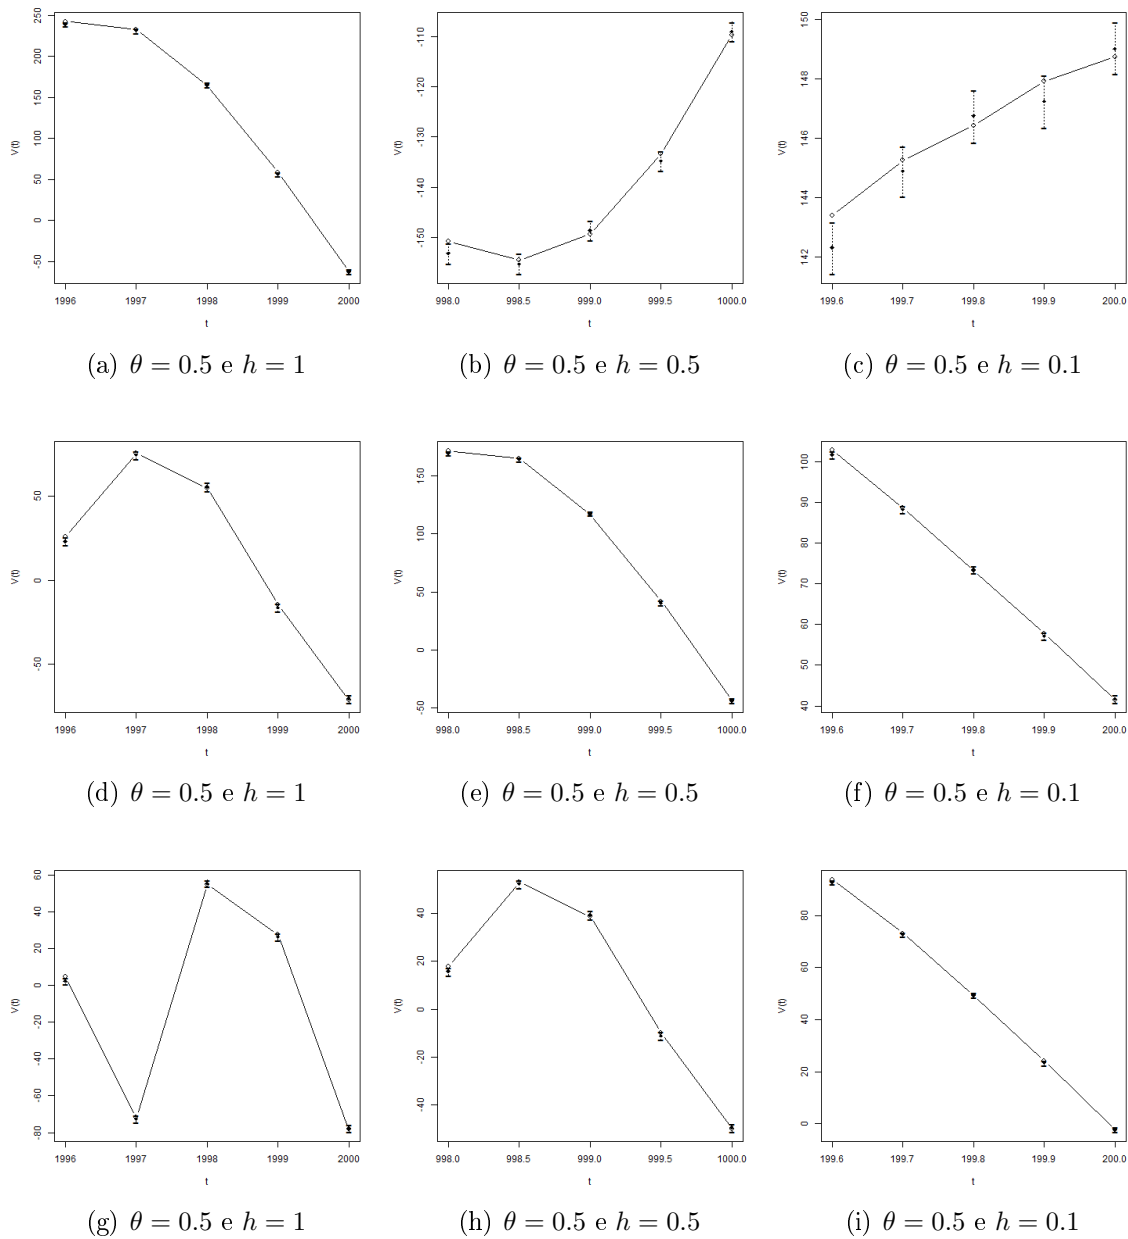 250
200
150
100
50
0
-50
V(t)
1996 1997 1998 1999 2000
t
-110
-120
-130
-140
-150
V(t)
998.0 998.5 999.0 999.5 1000.0
t
150
148
146
144
142
V(t)
199.6 199.7 199.8 199.9 200.0
t
(a) θ = 0.5 e h = 1
(b) θ = 0.5 e h = 0.5
(c) θ = 0.5 e h = 0.1
50
0
-50
V(t)
1996 1997 1998 1999 2000
t
150
100
50
0
-50
V(t)
998.0 998.5 999.0 999.5 1000.0
t
100
90
80
70
60
50
40
V(t)
199.6 199.7 199.8 199.9 200.0
t
(d) θ = 0.5 e h = 1
(e) θ = 0.5 e h = 0.5
(f) θ = 0.5 e h = 0.1
60
40
20
0
-20
-40
-60
-80
V(t)
1996 1997 1998 1999 2000
t
40
20
0
-20
-40
V(t)
998.0 998.5 999.0 999.5 1000.0
t
80
60
40
20
0
V(t)
199.6 199.7 199.8 199.9 200.0
t
(g) θ = 0.5 e h = 1
(h) θ = 0.5 e h = 0.5
(i) θ = 0.5 e h = 0.1